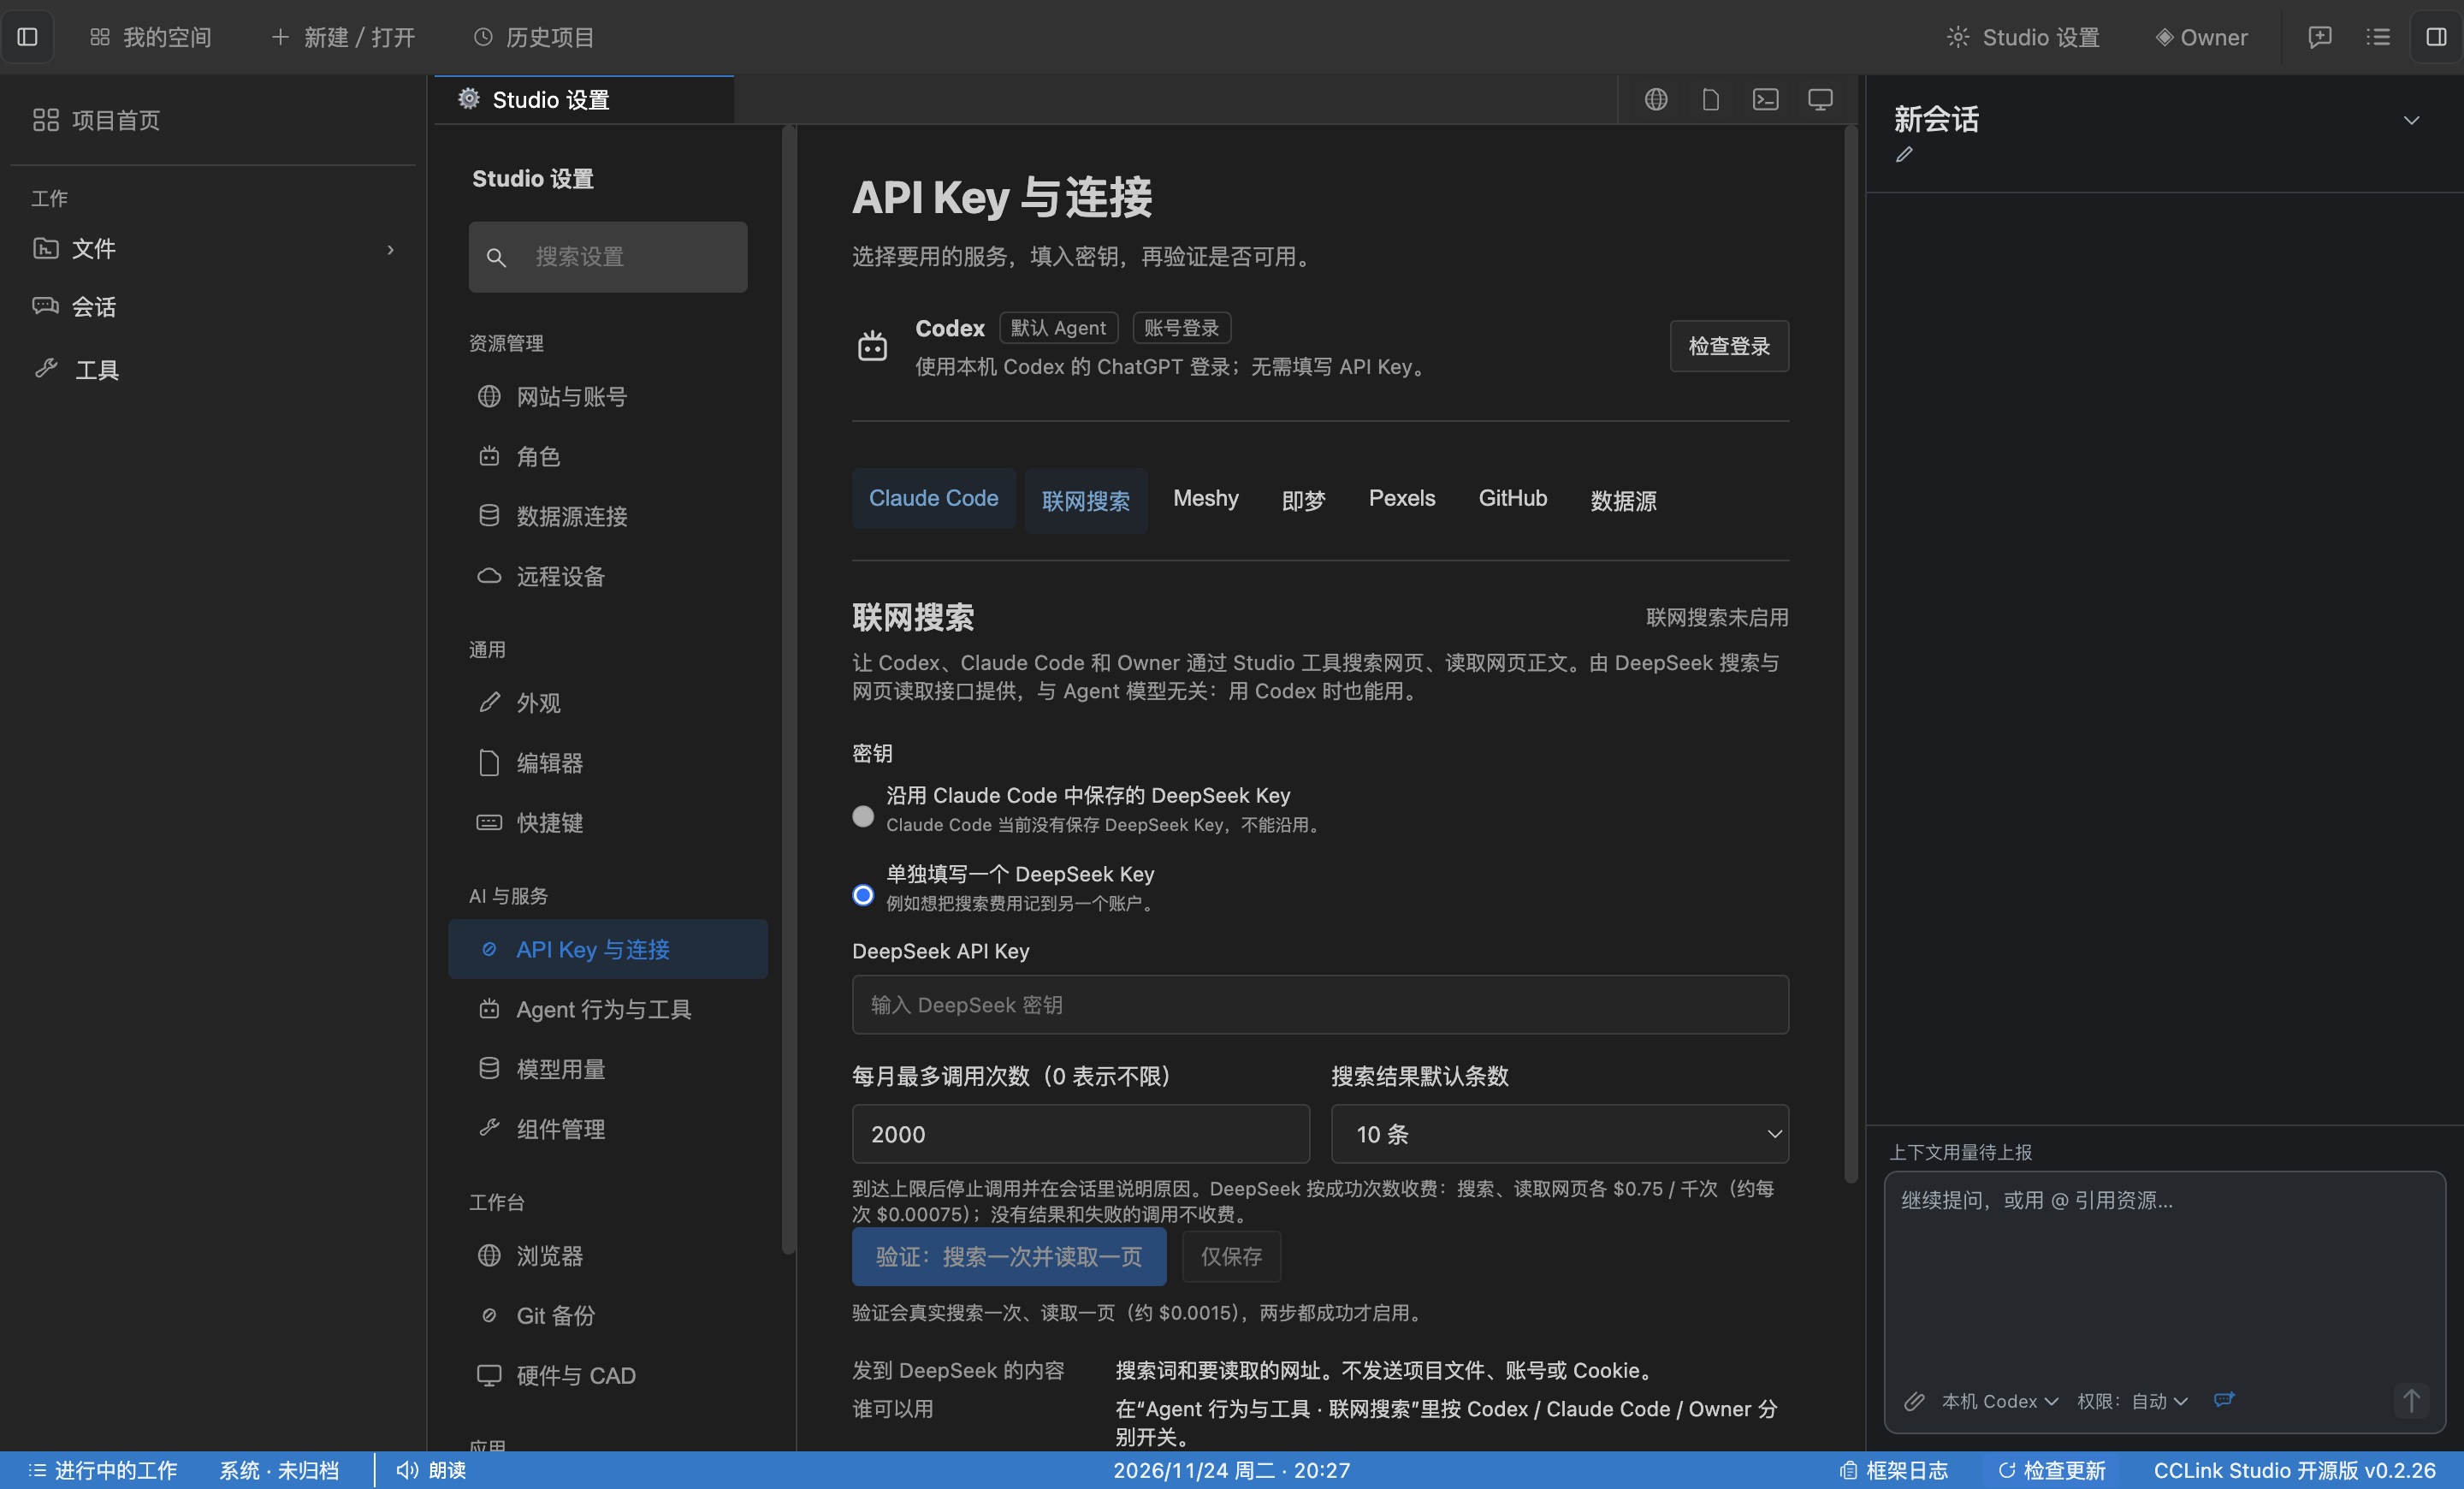 我的空间
新建 / 打开
历史项目
Studio 设置
Owner
项目首页
工作
文件
会话
工具
Studio 设置
Studio 设置
搜索设置
资源管理
网站与账号
角色
数据源连接
远程设备
通用
外观
编辑器
快捷键
AI 与服务
API Key 与连接
Agent 行为与工具
模型用量
组件管理
工作台
浏览器
Git 备份
硬件与 CAD
应用
API Key 与连接
选择要用的服务，填入密钥，再验证是否可用。
Codex 默认 Agent 账号登录
使用本机 Codex 的 ChatGPT 登录；无需填写 API Key。
检查登录
Claude Code 联网搜索 Meshy 即梦 Pexels GitHub 数据源
联网搜索
联网搜索未启用
让 Codex、Claude Code 和 Owner 通过 Studio 工具搜索网页、读取网页正文。由 DeepSeek 搜索与
网页读取接口提供，与 Agent 模型无关：用 Codex 时也能用。
密钥
沿用 Claude Code 中保存的 DeepSeek Key
Claude Code 当前没有保存 DeepSeek Key，不能沿用。
单独填写一个 DeepSeek Key
例如想把搜索费用记到另一个账户。
DeepSeek API Key
输入 DeepSeek 密钥
每月最多调用次数（0 表示不限）
搜索结果默认条数
2000
10 条
到达上限后停止调用并在会话里说明原因。DeepSeek 按成功次数收费：搜索、读取网页各 $0.75 / 千次（约每
次 $0.00075）；没有结果和失败的调用不收费。
验证：搜索一次并读取一页
仅保存
验证会真实搜索一次、读取一页（约 $0.0015），两步都成功才启用。
发到 DeepSeek 的内容
搜索词和要读取的网址。不发送项目文件、账号或 Cookie。
谁可以用
在“Agent 行为与工具 · 联网搜索”里按 Codex / Claude Code / Owner 分
别开关。
新会话
上下文用量待上报
继续提问，或用 @ 引用资源...
本机 Codex
权限：自动
进行中的工作
系统 · 未归档
朗读
2026/11/24 周二 · 20:27
框架日志
检查更新
CCLink Studio 开源版 v0.2.26